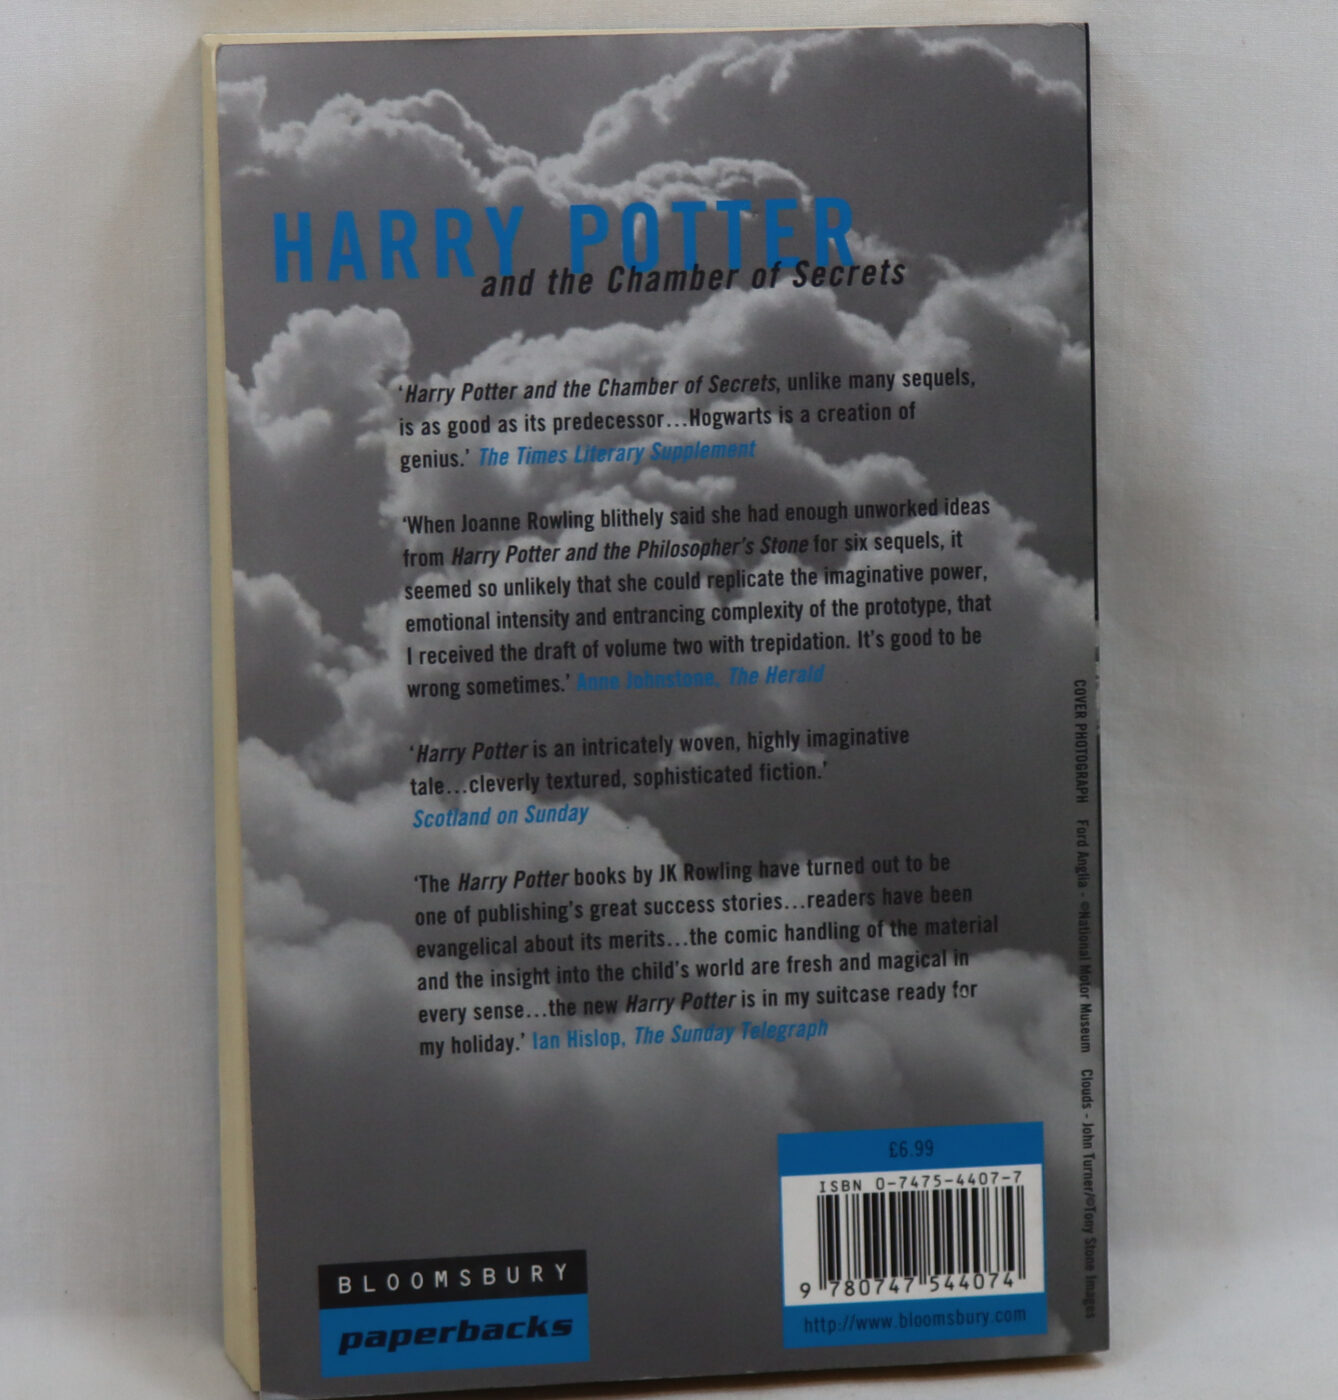 HARRY POTTER
and the Chamber of Secrets
‘Harry Potter and the Chamber of Secrets, unlike many sequels,
is as good as its predecessor...Hogwarts is a creation of
genius.’ The Times Literary Supplement
‘When Joanne Rowling blithely said she had enough unworked ideas
from Harry Potter and the Philosopher’s Stone for six sequels, it
seemed so unlikely that she could replicate the imaginative power,
emotional intensity and entrancing complexity of the prototype, that
I received the draft of volume two with trepidation. It’s good to be
wrong sometimes.’ Anne Johnstone, The Herald
‘Harry Potter is an intricately woven, highly imaginative
tale...cleverly textured, sophisticated fiction.’
Scotland on Sunday
‘The Harry Potter books by JK Rowling have turned out to be
one of publishing’s great success stories...readers have been
evangelical about its merits...the comic handling of the material
and the insight into the child’s world are fresh and magical in
every sense...the new Harry Potter is in my suitcase ready for
my holiday.’ Ian Hislop, The Sunday Telegraph
COVER PHOTOGRAPH Ford Anglia - ©National Motor Museum Clouds - John Turner/©Tony Stone Images
£6.99
ISBN 0-7475-4407-7
9 780747 544074
http://www.bloomsbury.com
BLOOMSBURY
paperbacks